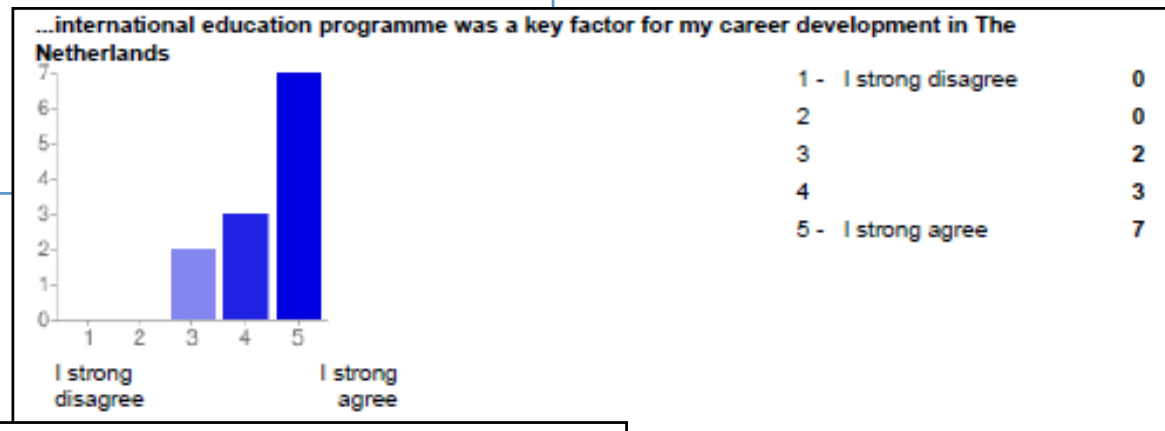 ...international education programme was a key factor for my career development in The
Netherlands
7
6
5
4
3
2
1
0
1 2 3 4 5
I strong disagree
I strong agree
1 - I strong disagree 0
2 0
3 2
4 3
5 - I strong agree 7